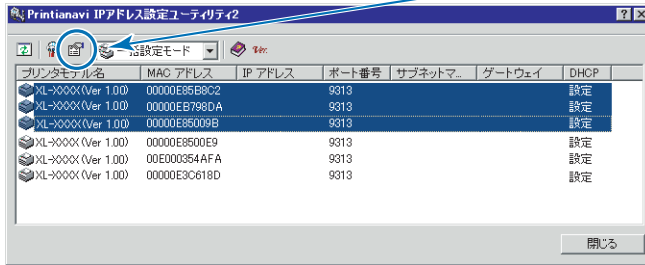 Printianavi IPアドレス設定ユーティリティ2
一括設定モード Ver.
プリンタモデル名 MAC アドレス IP アドレス ポート番号 サブネットマ... ゲートウェイ DHCP
XL-XXXX(Ver 1.00) 00000E85B8C2 9313 設定
XL-XXXX(Ver 1.00) 00000EB798DA 9313 設定
XL-XXXX(Ver 1.00) 00000E85009B 9313 設定
XL-XXXX(Ver 1.00) 00000E8500E9 9313 設定
XL-XXXX(Ver 1.00) 00E000354AFA 9313 設定
XL-XXXX(Ver 1.00) 00000E3C618D 9313 設定
閉じる